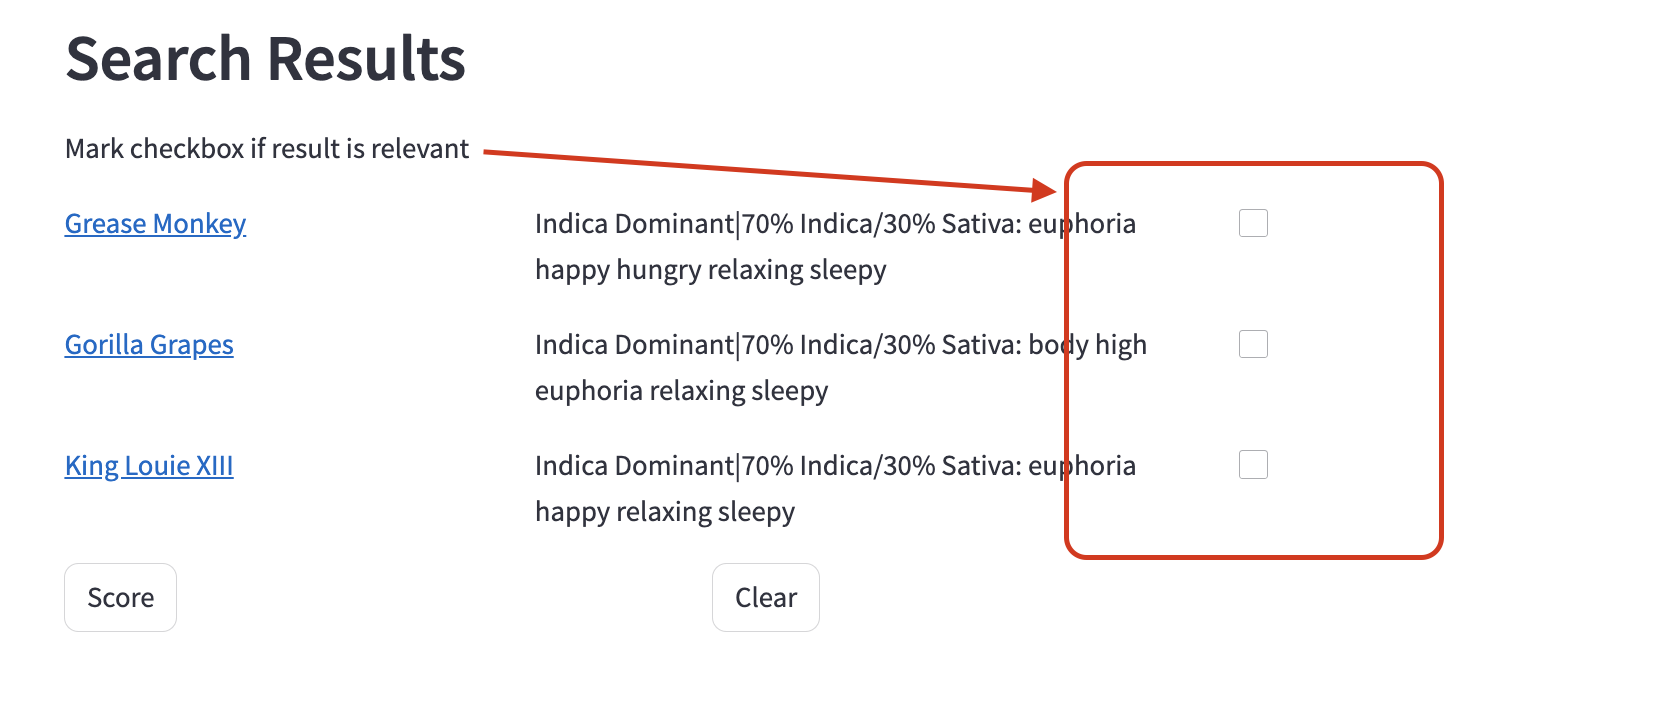 Search Results
Mark checkbox if result is relevant
Grease Monkey
Indica Dominant|70% Indica/30% Sativa: euphoria
happy hungry relaxing sleepy
Gorilla Grapes
Indica Dominant|70% Indica/30% Sativa: body high
euphoria relaxing sleepy
King Louie XIII
Indica Dominant|70% Indica/30% Sativa: euphoria
happy relaxing sleepy
Score
Clear